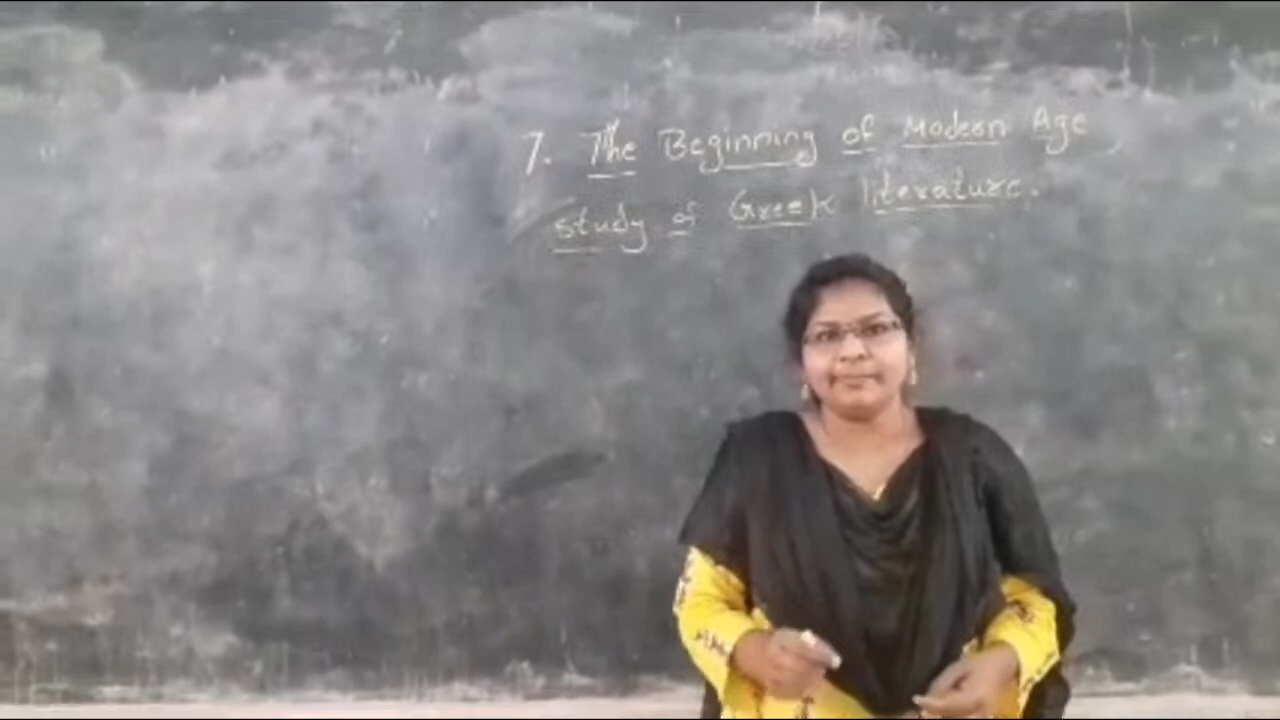 7. The Beginning of Modern Age,
study of Greek literature.